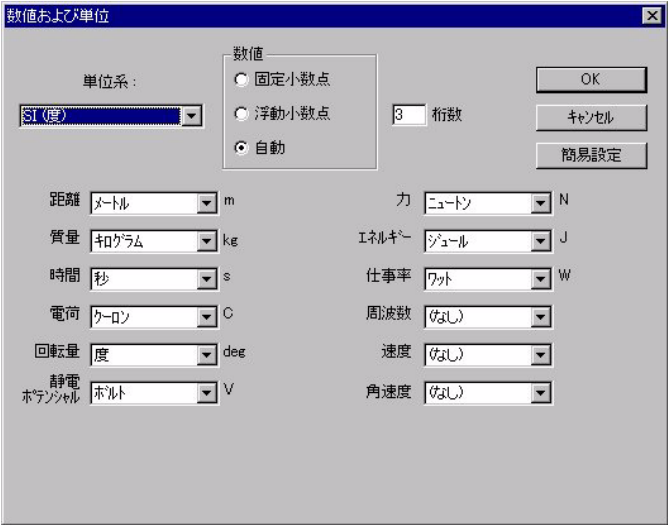 数値および単位
数値
単位系：
SI (度)
固定小数点
浮動小数点
自動
3 桁数
OK
キャンセル
簡易設定
距離 メートル m
質量 キログラム kg
時間 秒 s
電荷 クーロン C
回転量 度 deg
静電
ポテンシャル ボルト V
力 ニュートン N
エネルギー ジュール J
仕事率 ワット W
周波数 (なし)
速度 (なし)
角速度 (なし)